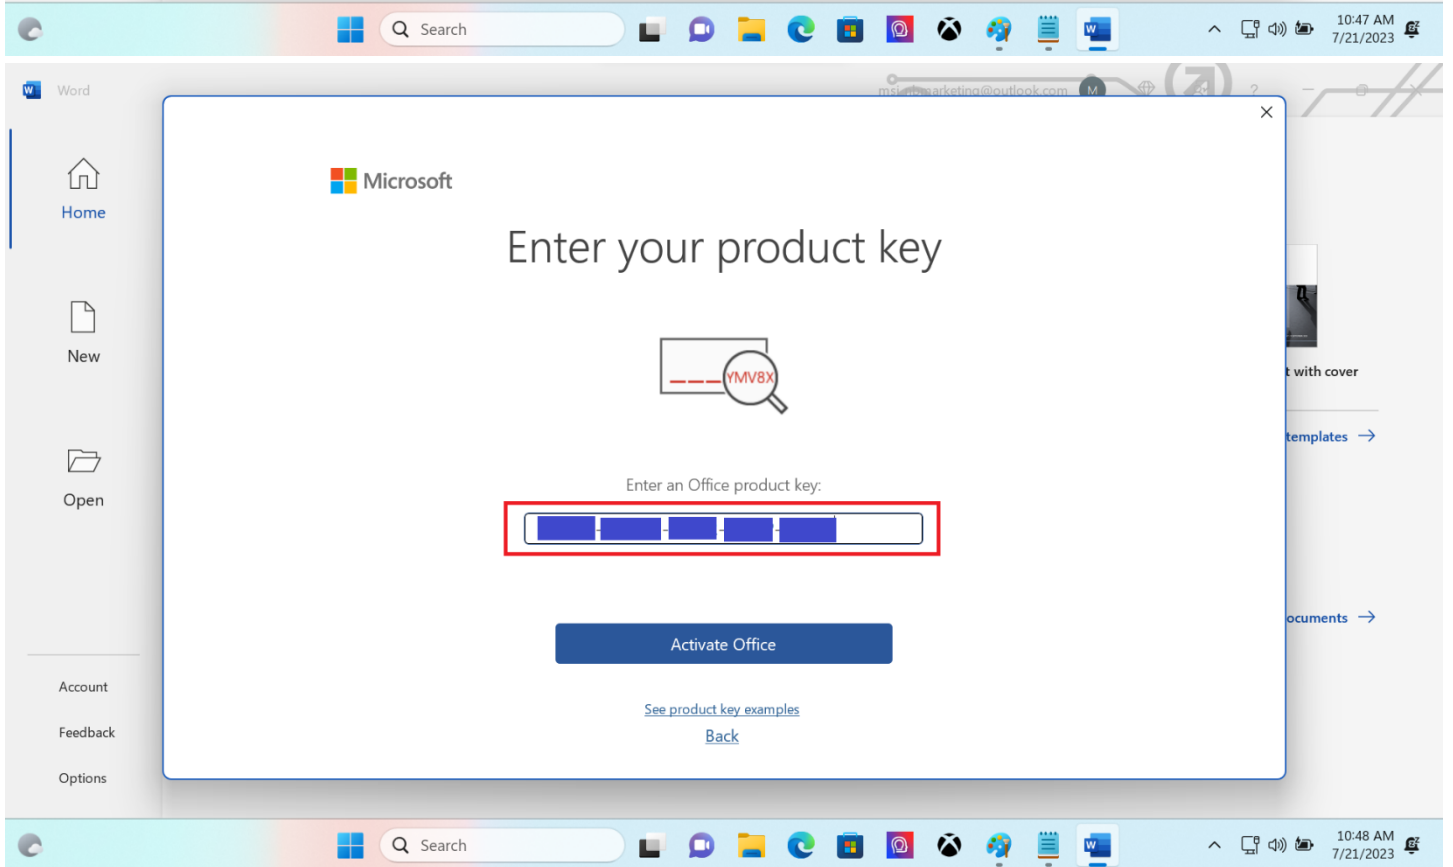 Search
10:47 AM
7/21/2023
Word
M
?
Microsoft
Home
Enter your product key
YMV8X
New
t with cover
templates
Enter an Office product key:
Open
ocuments
Activate Office
Account
See product key examples
Feedback
Back
Options
Search
10:48 AM
7/21/2023